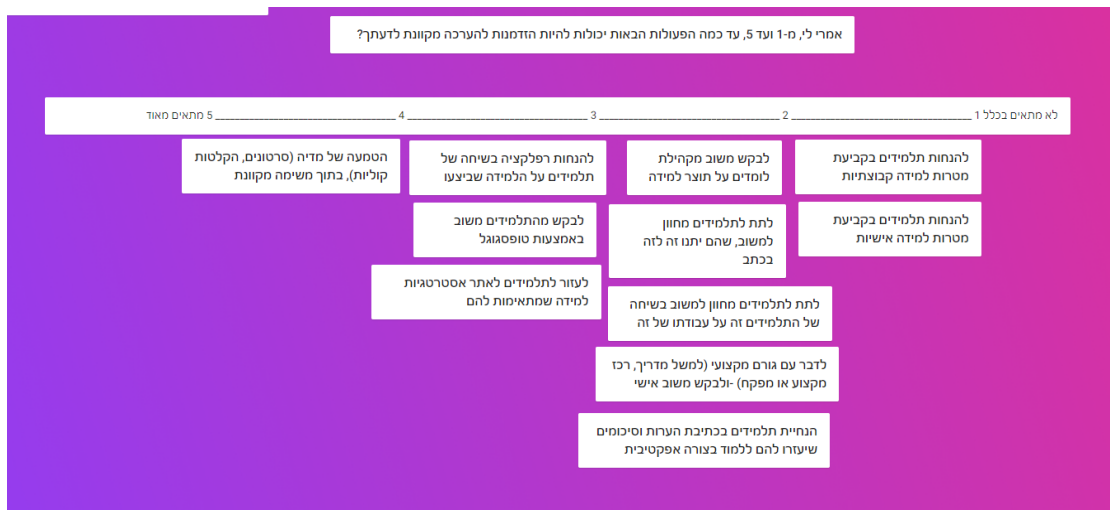 אמרי לי, מ-1 ועד 5, עד כמה הפעולות הבאות יכולות להיות הזדמנות להערכה מקוונת לדעתך?
לא מתאים בכלל 1 ______________________________ 2 ______________________________ 3 ______________________________ 4 ______________________________ 5 מתאים מאוד
להנחות תלמידים בקביעת
מטרות למידה קבוצתיות
להנחות תלמידים בקביעת
מטרות למידה אישיות
לבקש משוב מקהילת
לומדים על תוצר למידה
לתת לתלמידים מחוון
למשוב, שהם יתנו זה לזה
בכתב
לתת לתלמידים מחוון למשוב בשיחה
של התלמידים זה על עבודתו של זה
לדבר עם גורם מקצועי (למשל מדריך, רכז
מקצוע או מפקח) -ולבקש משוב אישי
הנחיית תלמידים בכתיבת הערות וסיכומים
שיעזרו להם ללמוד בצורה אפקטיבית
להנחות רפלקציה בשיחה של
תלמידים על הלמידה שביצעו
לבקש מהתלמידים משוב
באמצעות טופסגוגל
לעזור לתלמידים לאתר אסטרטגיות
למידה שמתאימות להם
הטמעה של מדיה (סרטונים, הקלטות
קוליות), בתוך משימה מקוונת